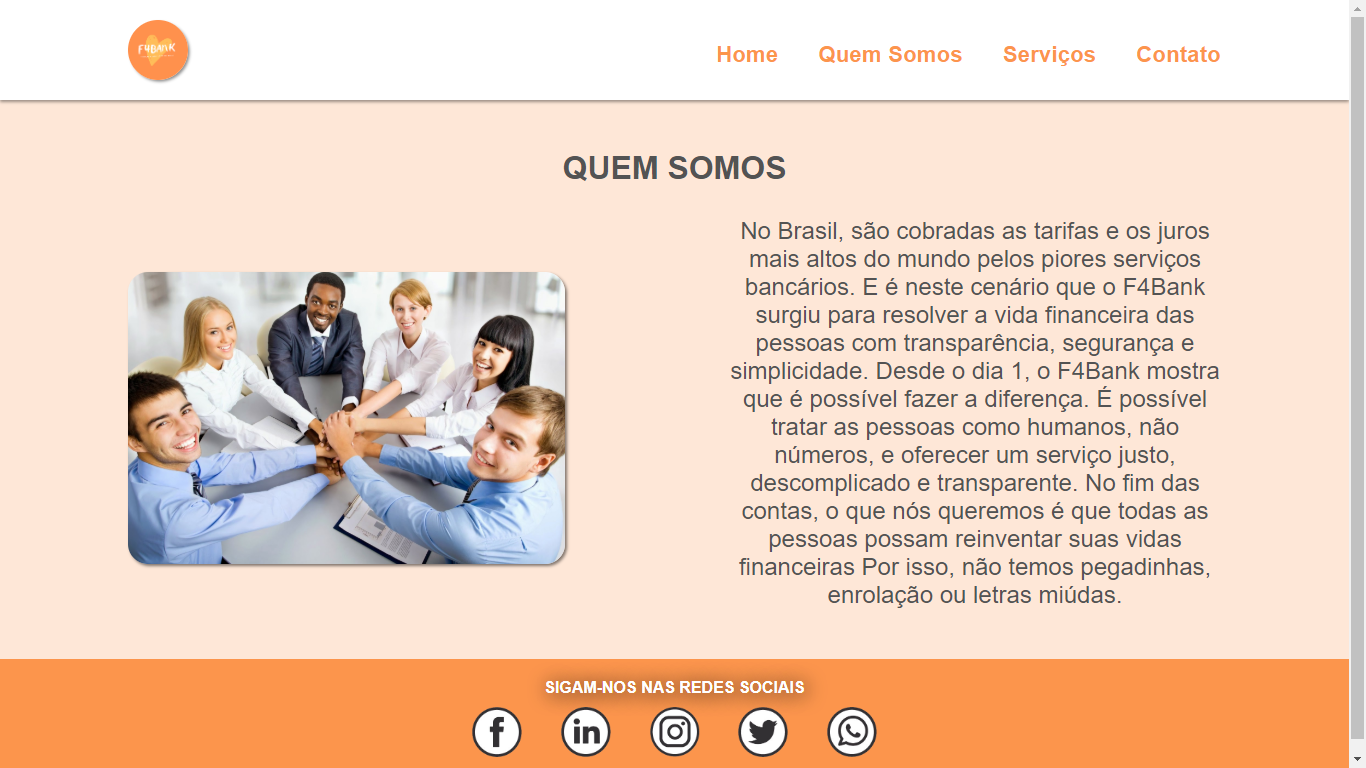 F4BANK
Home Quem Somos Serviços Contato
QUEM SOMOS
No Brasil, são cobradas as tarifas e os juros
mais altos do mundo pelos piores serviços
bancários. E é neste cenário que o F4Bank
surgiu para resolver a vida financeira das
pessoas com transparência, segurança e
simplicidade. Desde o dia 1, o F4Bank mostra
que é possível fazer a diferença. É possível
tratar as pessoas como humanos, não
números, e oferecer um serviço justo,
descomplicado e transparente. No fim das
contas, o que nós queremos é que todas as
pessoas possam reinventar suas vidas
financeiras Por isso, não temos pegadinhas,
enrolação ou letras miúdas.
SIGAM-NOS NAS REDES SOCIAIS